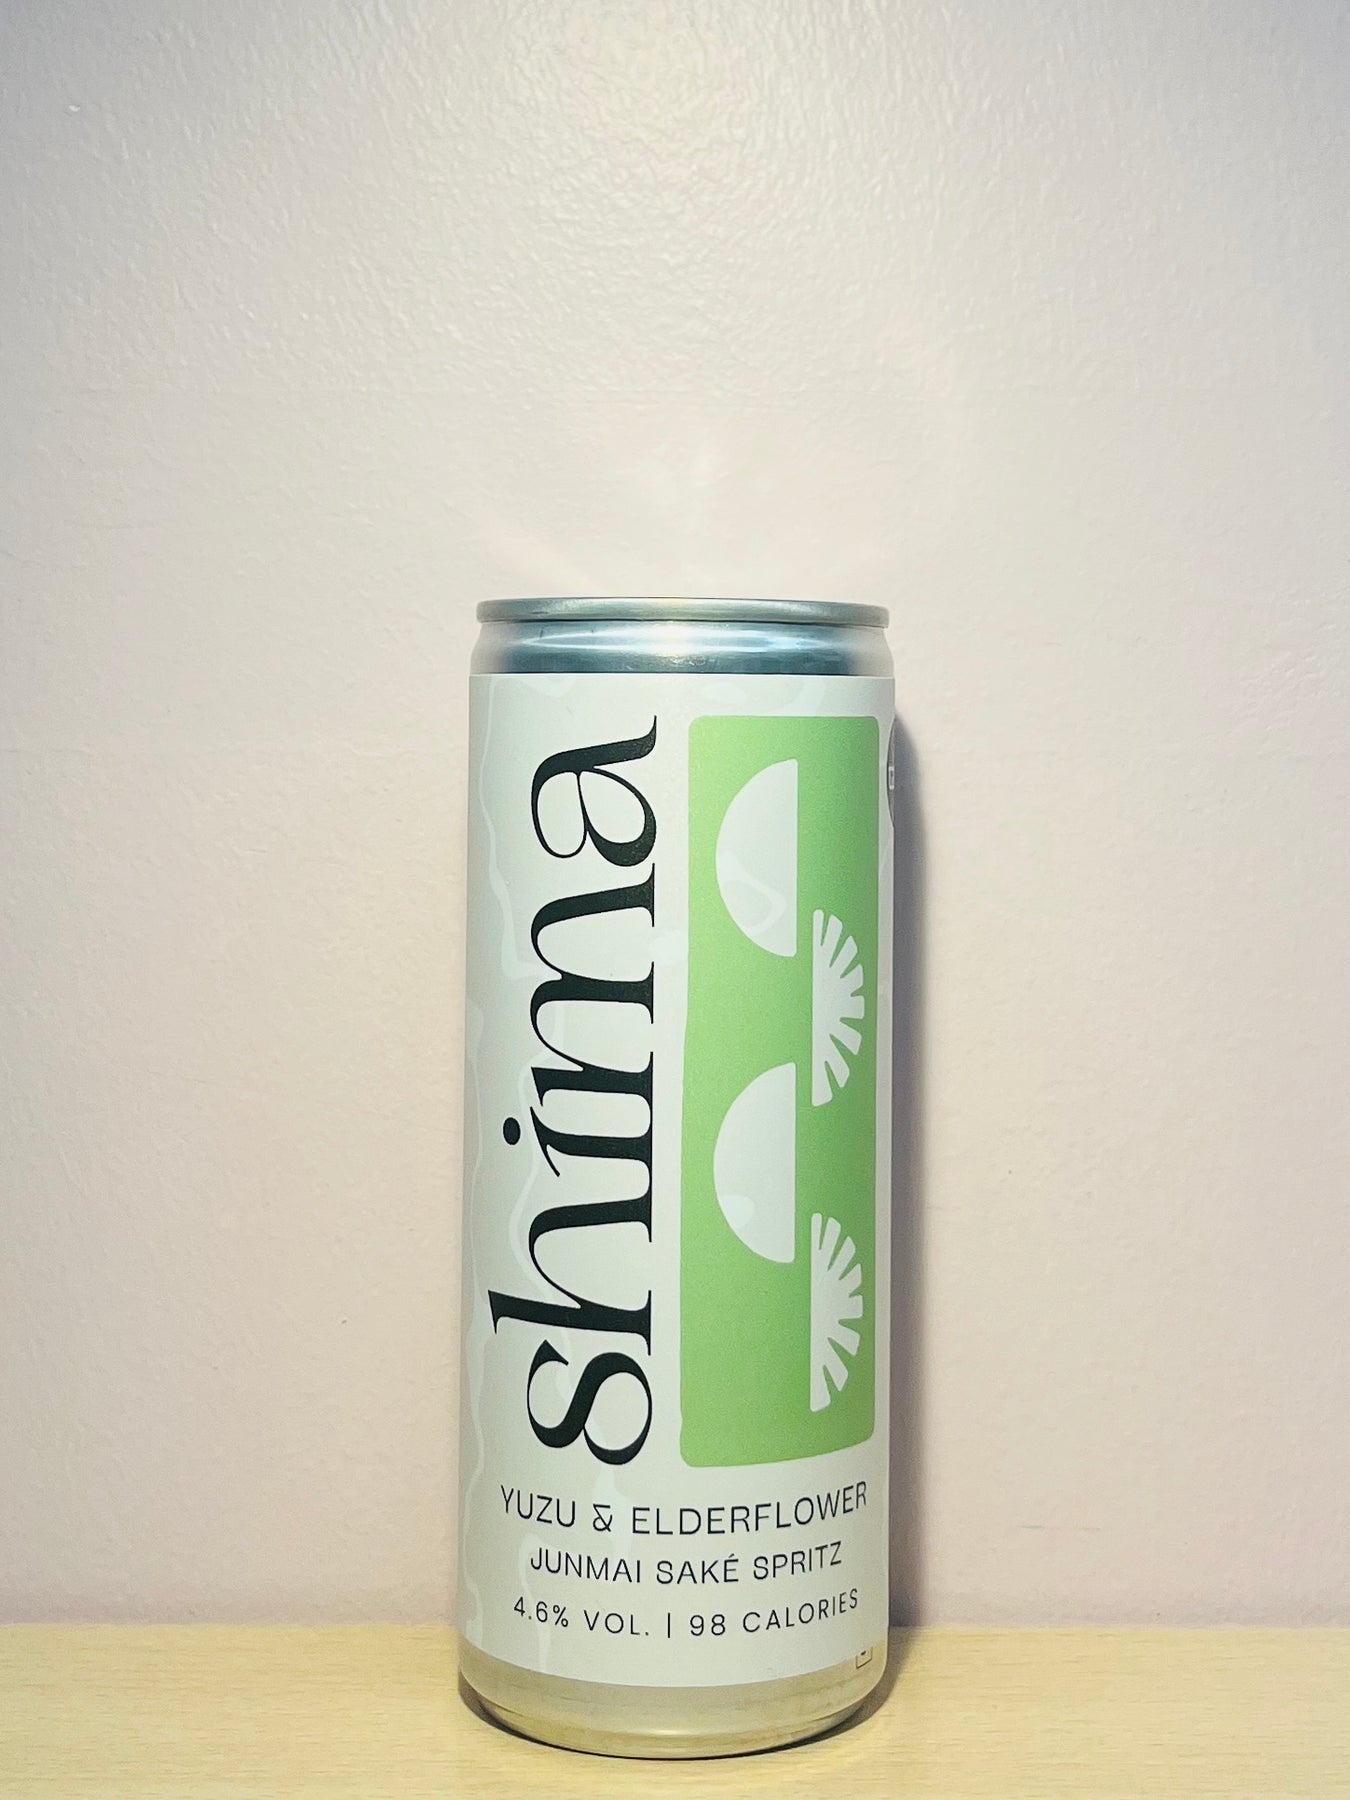 shima
YUZU & ELDERFLOWER
JUNMAI SAKÉ SPRITZ
4.6% VOL. | 98 CALORIES